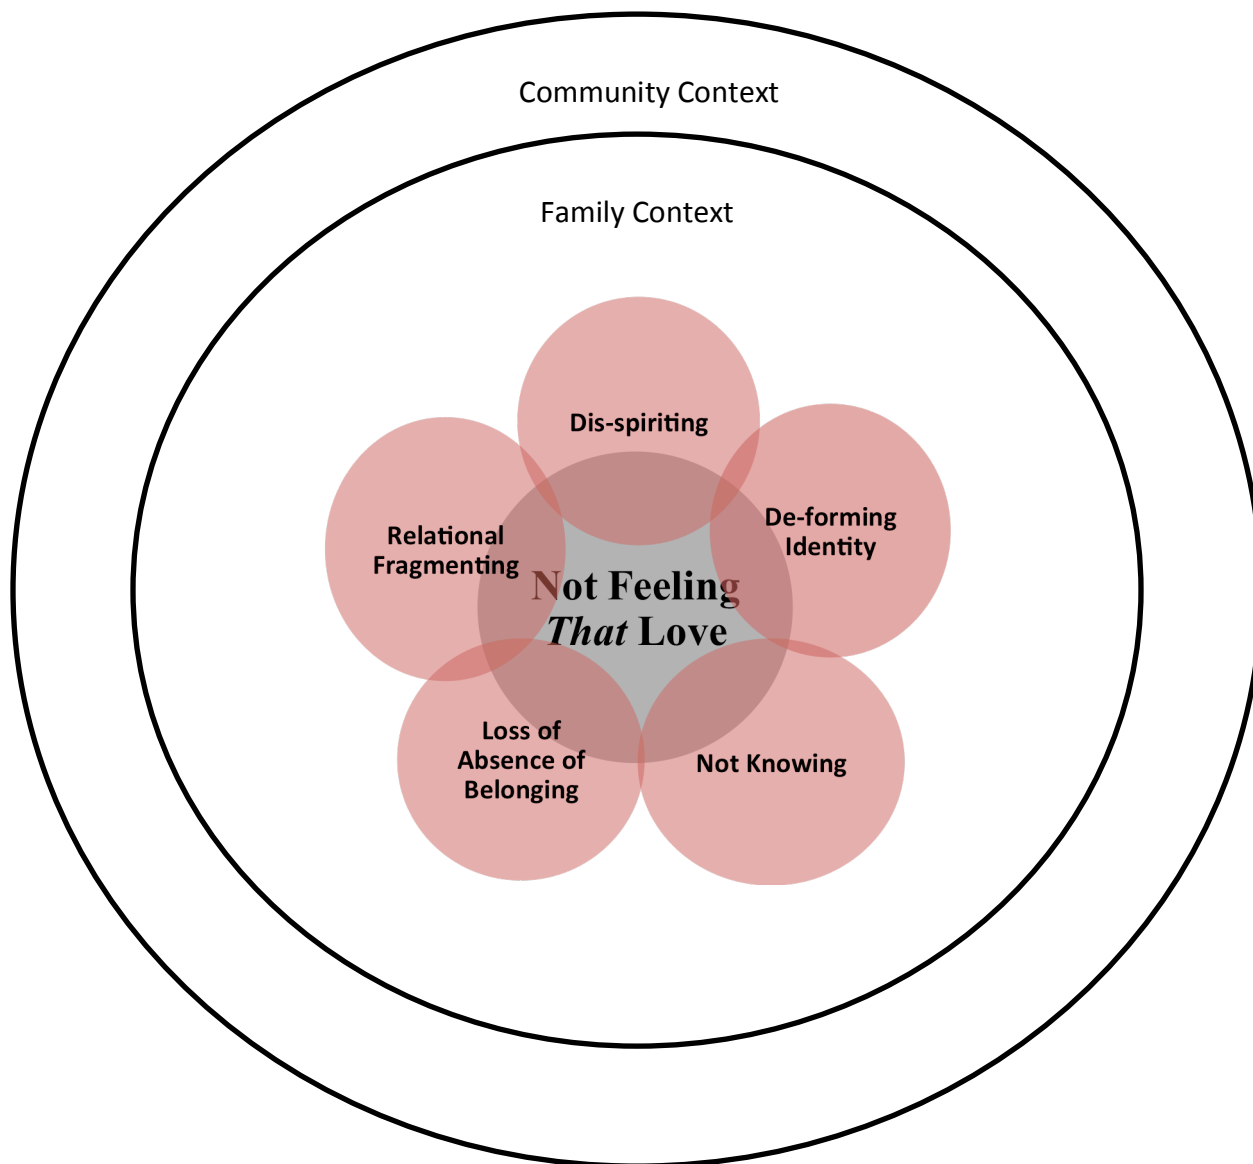 Community Context
Family Context
Dis-spiriting
De-forming
Identity
Relational
Fragmenting
Not Feeling
That Love
Loss of
Absence of
Belonging
Not Knowing